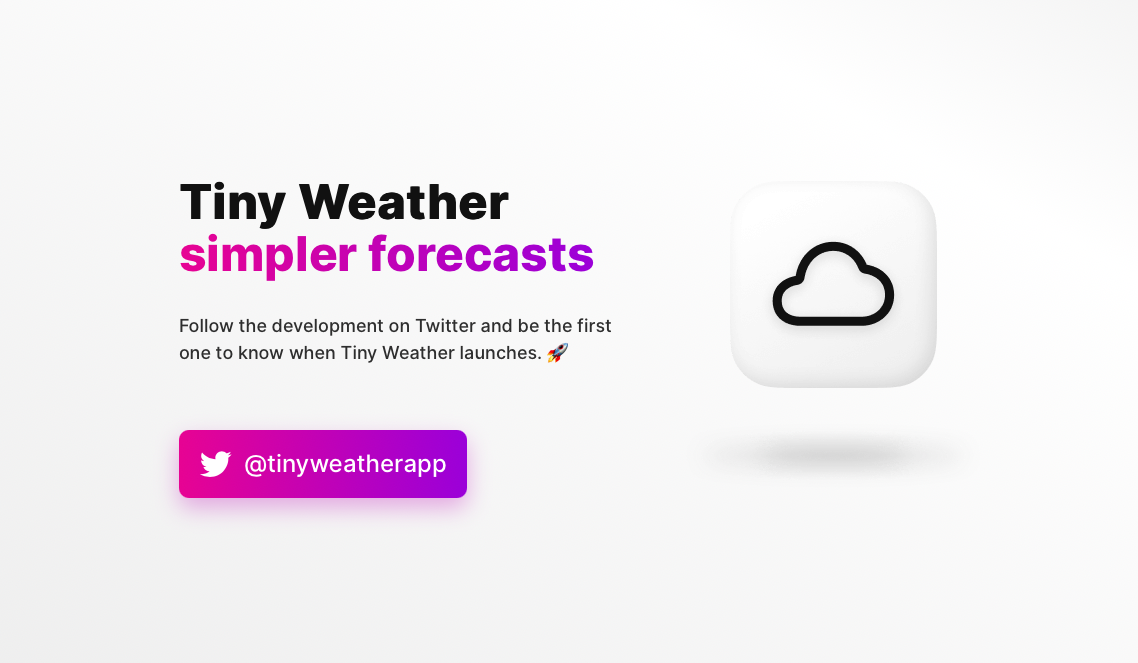 Tiny Weather
simpler forecasts
Follow the development on Twitter and be the first
one to know when Tiny Weather launches. 🚀
@tinyweatherapp